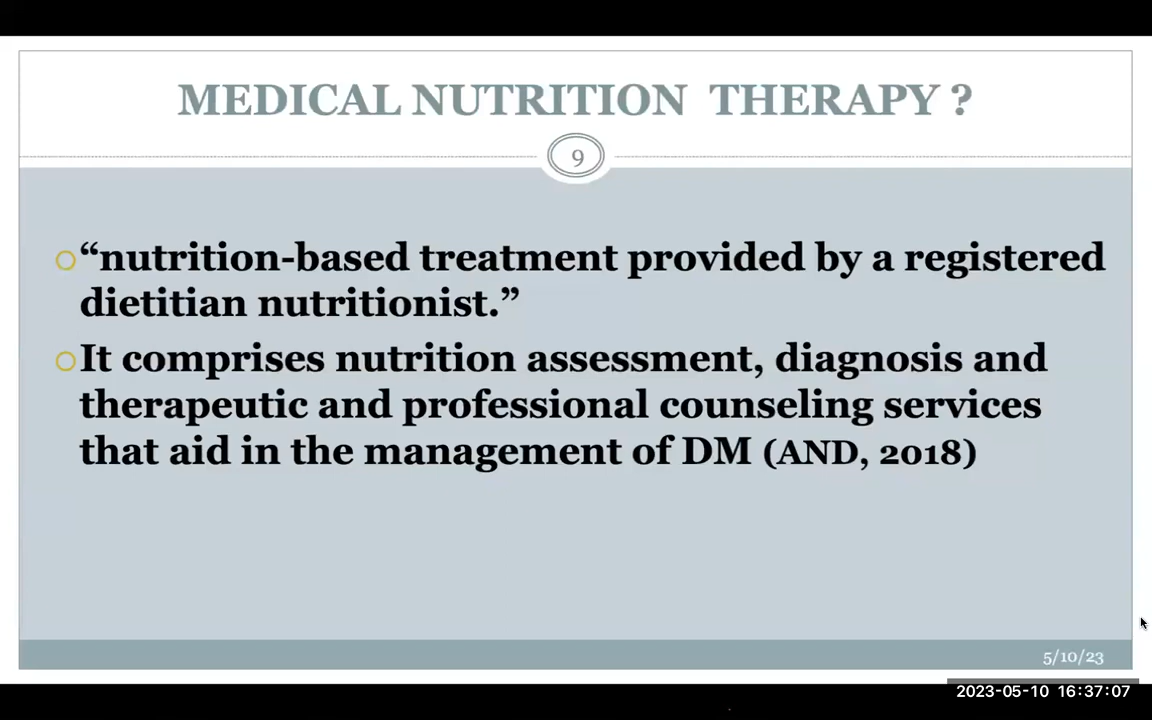 MEDICAL NUTRITION THERAPY ?
9
“nutrition-based treatment provided by a registered
dietitian nutritionist.”
It comprises nutrition assessment, diagnosis and
therapeutic and professional counseling services
that aid in the management of DM (AND, 2018)
5/10/23
2023-05-10 16:37:07